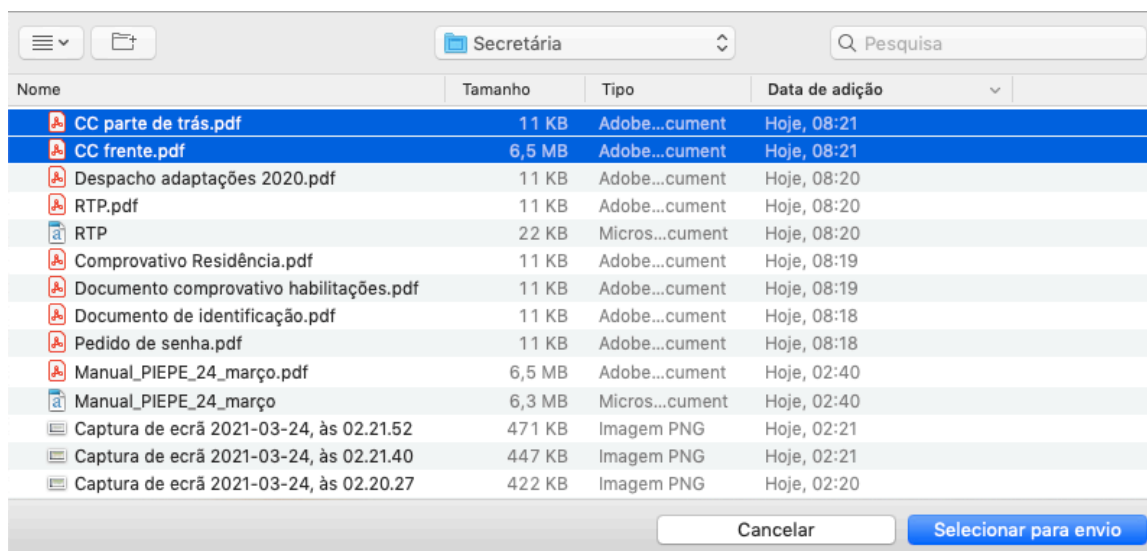 Secretária Pesquisa
Nome Tamanho Tipo Data de adição
CC parte de trás.pdf 11 KB Adobe...cument Hoje, 08:21
CC frente.pdf 6,5 MB Adobe...cument Hoje, 08:21
Despacho adaptações 2020.pdf 11 KB Adobe...cument Hoje, 08:20
RTP.pdf 11 KB Adobe...cument Hoje, 08:20
RTP 22 KB Micros...cument Hoje, 08:20
Comprovativo Residência.pdf 11 KB Adobe...cument Hoje, 08:19
Documento comprovativo habilitações.pdf 11 KB Adobe...cument Hoje, 08:19
Documento de identificação.pdf 11 KB Adobe...cument Hoje, 08:18
Pedido de senha.pdf 11 KB Adobe...cument Hoje, 08:18
Manual_PIEPE_24_março.pdf 6,5 MB Adobe...cument Hoje, 02:40
Manual_PIEPE_24_março 6,3 MB Micros...cument Hoje, 02:40
Captura de ecrã 2021-03-24, às 02.21.52 471 KB Imagem PNG Hoje, 02:21
Captura de ecrã 2021-03-24, às 02.21.40 447 KB Imagem PNG Hoje, 02:21
Captura de ecrã 2021-03-24, às 02.20.27 422 KB Imagem PNG Hoje, 02:20
Cancelar Selecionar para envio